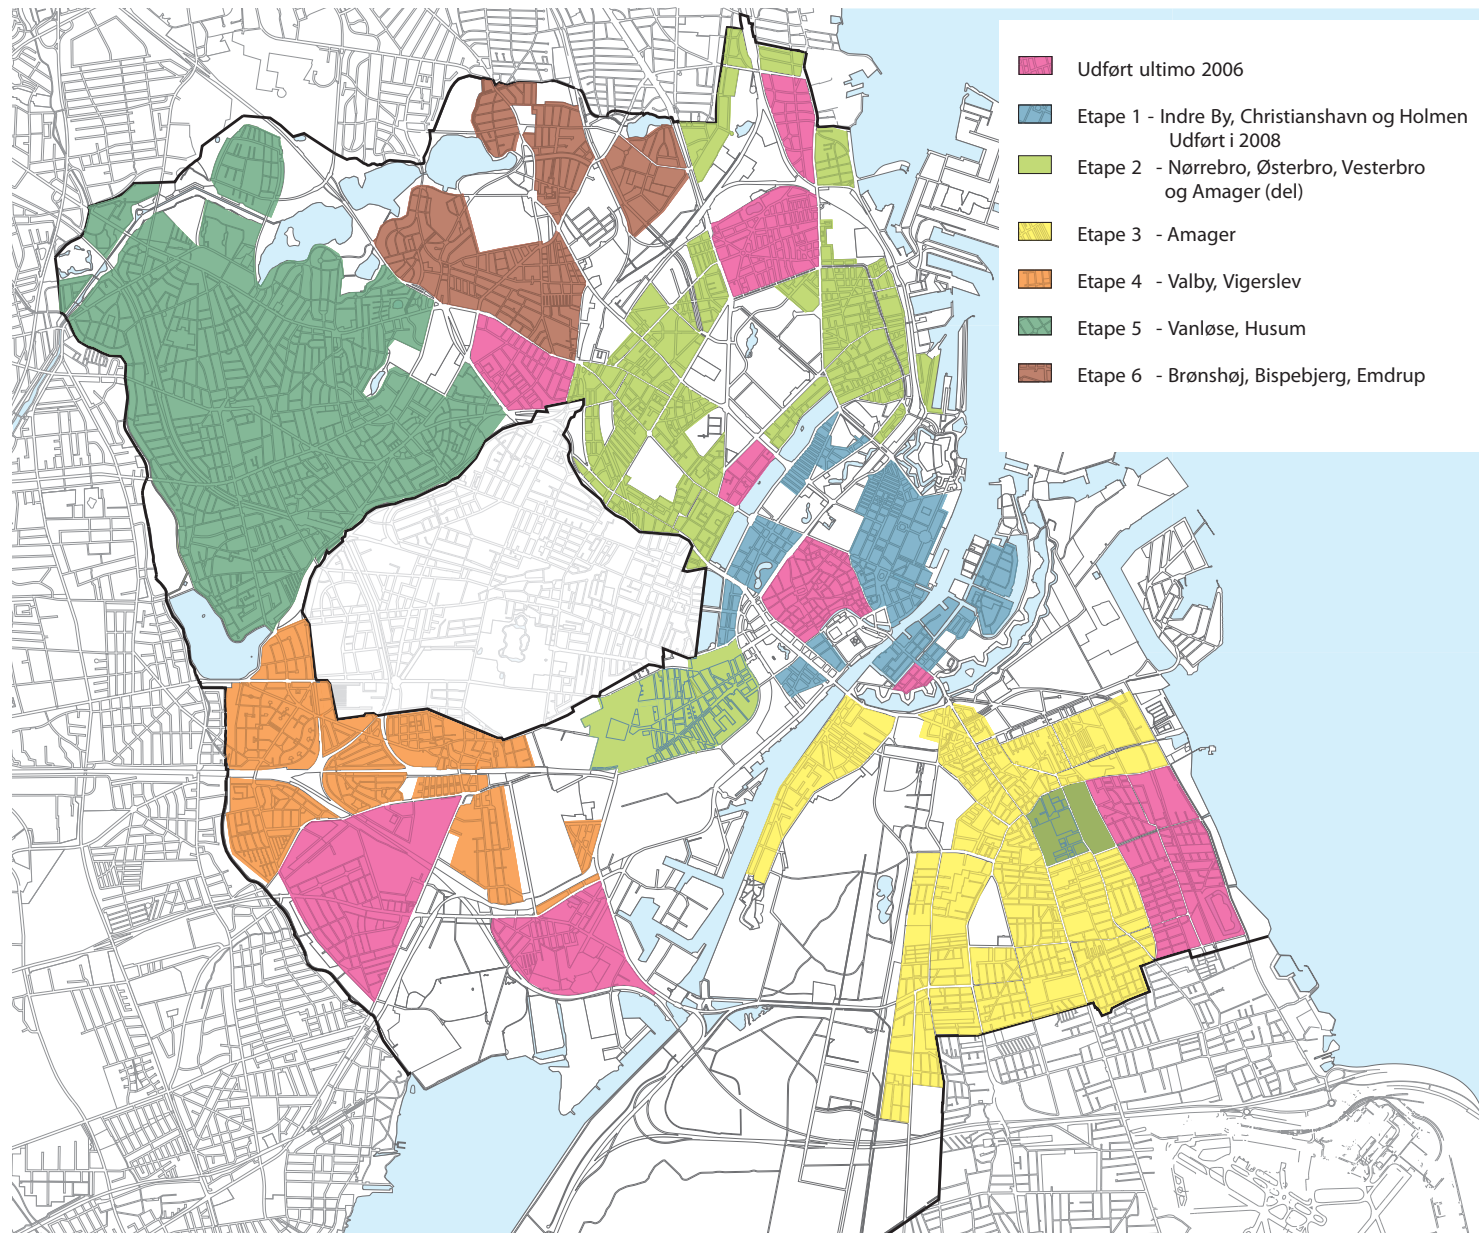 Udført ultimo 2006
Etape 1 - Indre By, Christianshavn og Holmen
Udført i 2008
Etape 2 - Nørrebro, Østerbro, Vesterbro
og Amager (del)
Etape 3 - Amager
Etape 4 - Valby, Vigerslev
Etape 5 - Vanløse, Husum
Etape 6 - Brønshøj, Bispebjerg, Emdrup